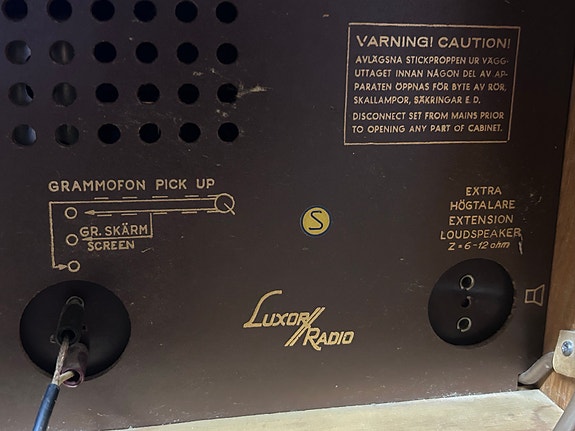 VARNING! CAUTION!
AVLÄGSNA STICKPROPPEN UR VÄGG-
UTTAGET INNAN NÅGON DEL AV AP-
PARATEN ÖPPNAS FÖR BYTE AV RÖR,
SKALLAMPOR, SÄKRINGAR E.D.
DISCONNECT SET FROM MAINS PRIOR
TO OPENING ANY PART OF CABINET.
GRAMMOFON PICK UP
GR. SKÄRM
SCREEN
S
EXTRA
HÖGTALARE
EXTENSION
LOUDSPEAKER
Z = 6-12 ohm
LUXOR
RADIO